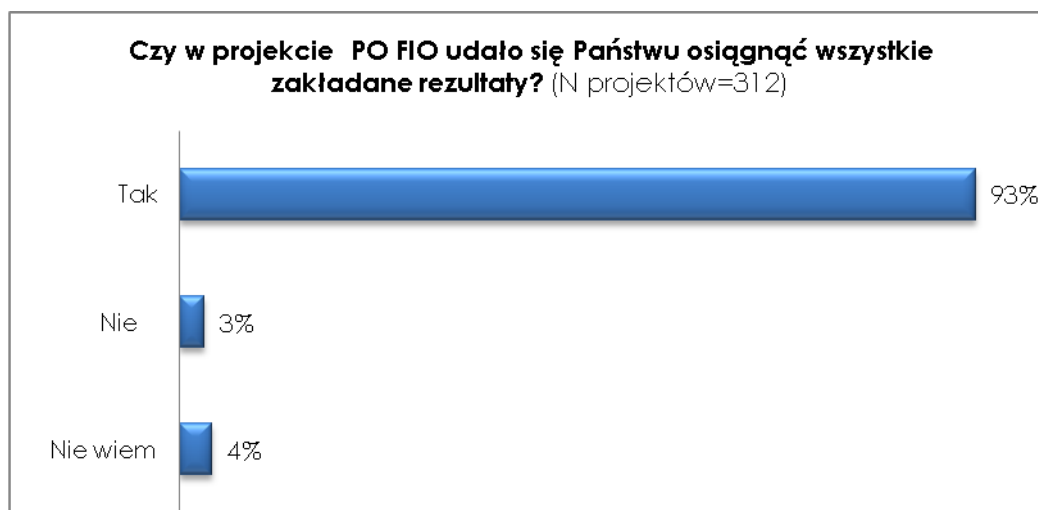 Czy w projekcie PO FIO udało się Państwu osiągnąć wszystkie
zakładane rezultaty? (N projektów=312)
Tak 93%
Nie 3%
Nie wiem 4%